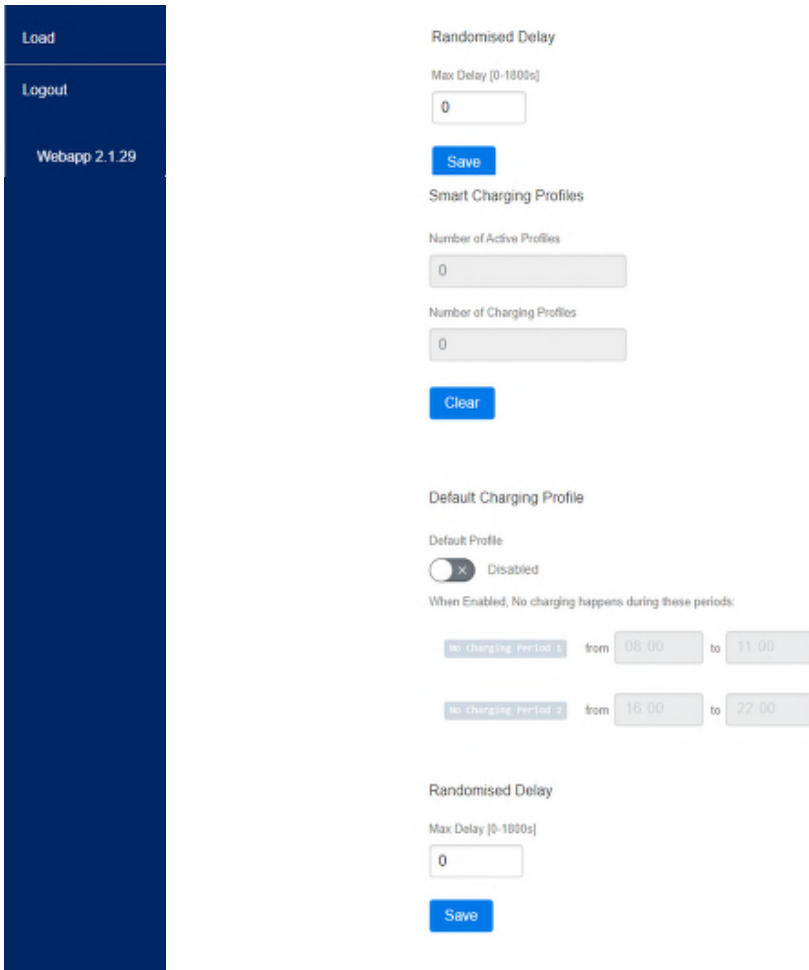 Load
Logout
Webapp 2.1.29
Randomised Delay
Max Delay [0-1800s]
0
Save
Smart Charging Profiles
Number of Active Profiles
0
Number of Charging Profiles
0
Clear
Default Charging Profile
Default Profile
Disabled
When Enabled, No charging happens during these periods:
No Charging Period 1 from 08:00 to 11:00
No Charging Period 2 from 16:00 to 22:00
Randomised Delay
Max Delay [0-1800s]
0
Save